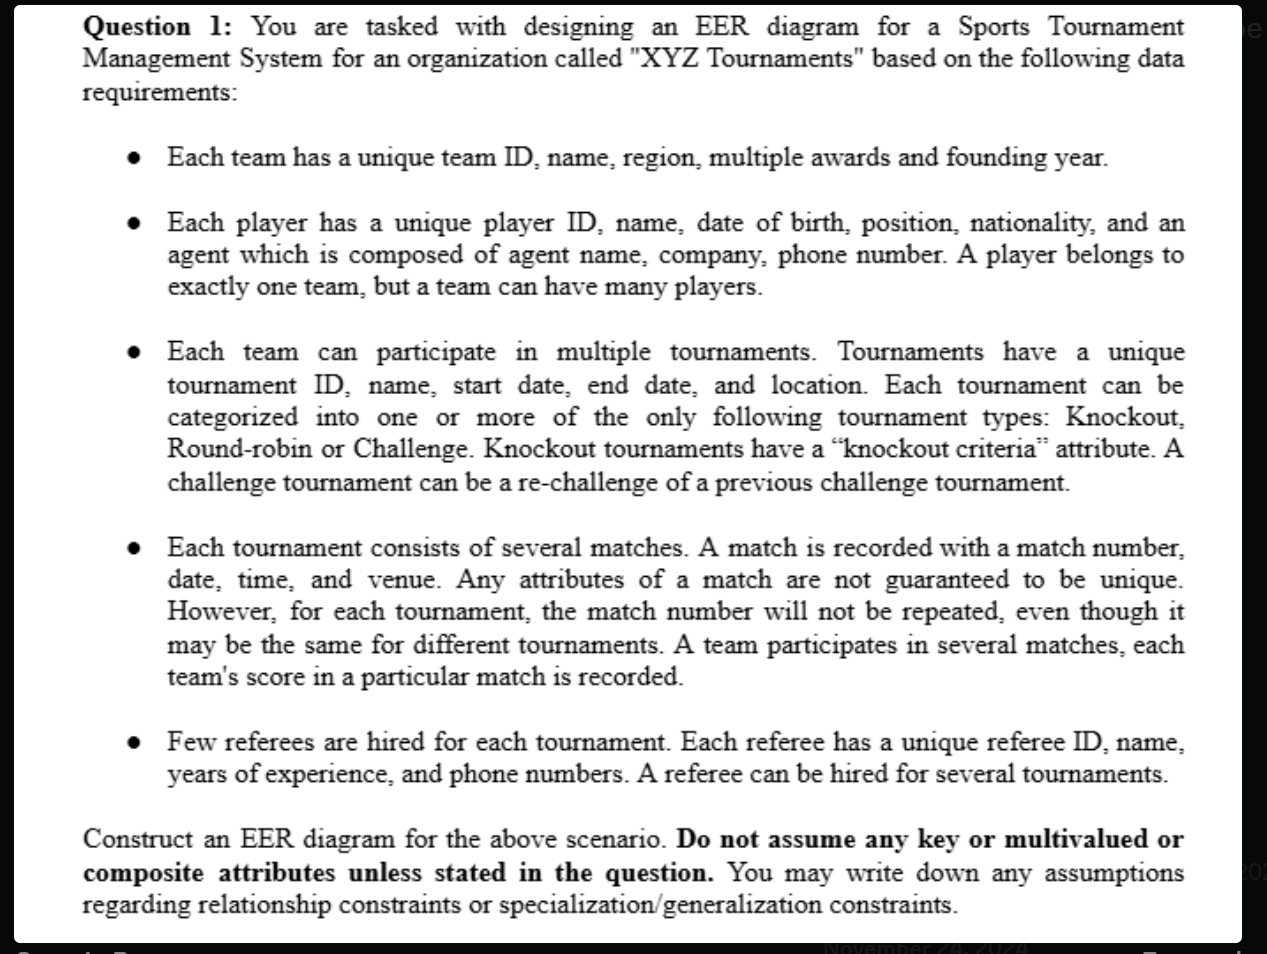 Question 1: You are tasked with designing an EER diagram for a Sports Tournament
Management System for an organization called "XYZ Tournaments" based on the following data
requirements:
● Each team has a unique team ID, name, region, multiple awards and founding year.
● Each player has a unique player ID, name, date of birth, position, nationality, and an
agent which is composed of agent name, company, phone number. A player belongs to
exactly one team, but a team can have many players.
● Each team can participate in multiple tournaments. Tournaments have a unique
tournament ID, name, start date, end date, and location. Each tournament can be
categorized into one or more of the only following tournament types: Knockout,
Round-robin or Challenge. Knockout tournaments have a “knockout criteria” attribute. A
challenge tournament can be a re-challenge of a previous challenge tournament.
● Each tournament consists of several matches. A match is recorded with a match number,
date, time, and venue. Any attributes of a match are not guaranteed to be unique.
However, for each tournament, the match number will not be repeated, even though it
may be the same for different tournaments. A team participates in several matches, each
team's score in a particular match is recorded.
● Few referees are hired for each tournament. Each referee has a unique referee ID, name,
years of experience, and phone numbers. A referee can be hired for several tournaments.
Construct an EER diagram for the above scenario. Do not assume any key or multivalued or
composite attributes unless stated in the question. You may write down any assumptions
regarding relationship constraints or specialization/generalization constraints.
November 24, 2024